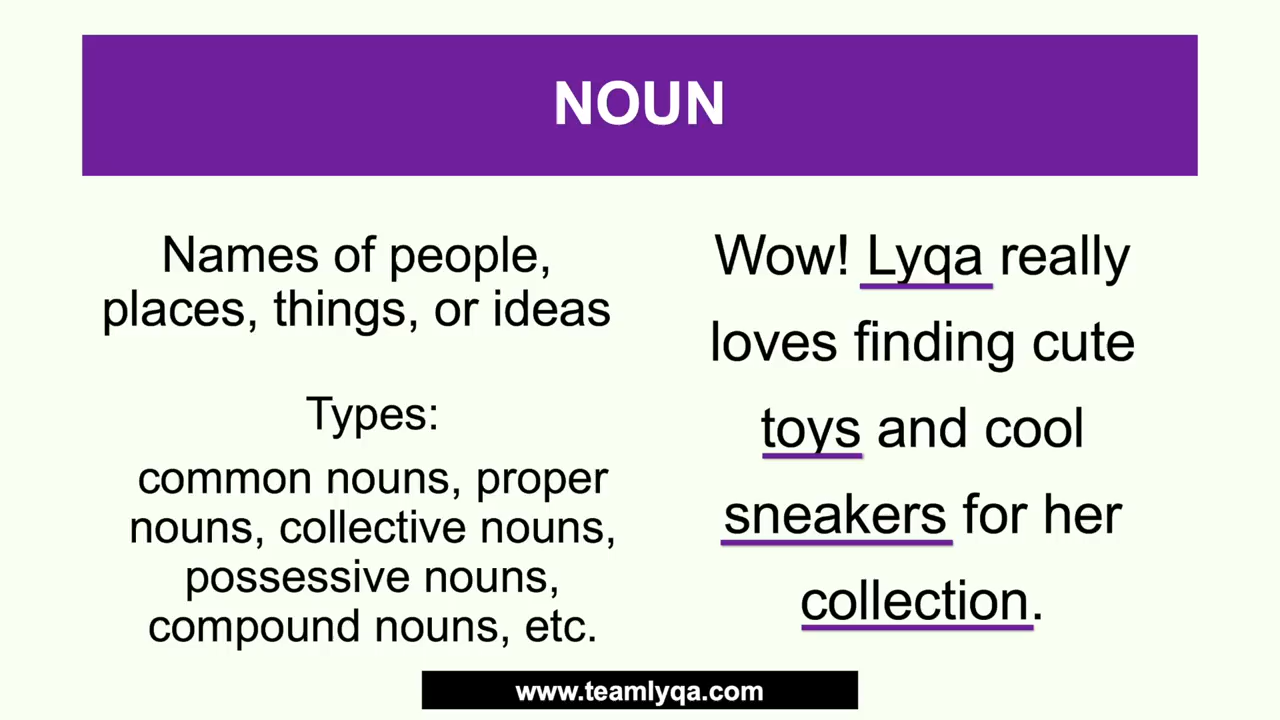 NOUN
Names of people,
places, things, or ideas
Types:
common nouns, proper
nouns, collective nouns,
possessive nouns,
compound nouns, etc.
Wow! Lyqa really
loves finding cute
toys and cool
sneakers for her
collection.
www.teamlyqa.com